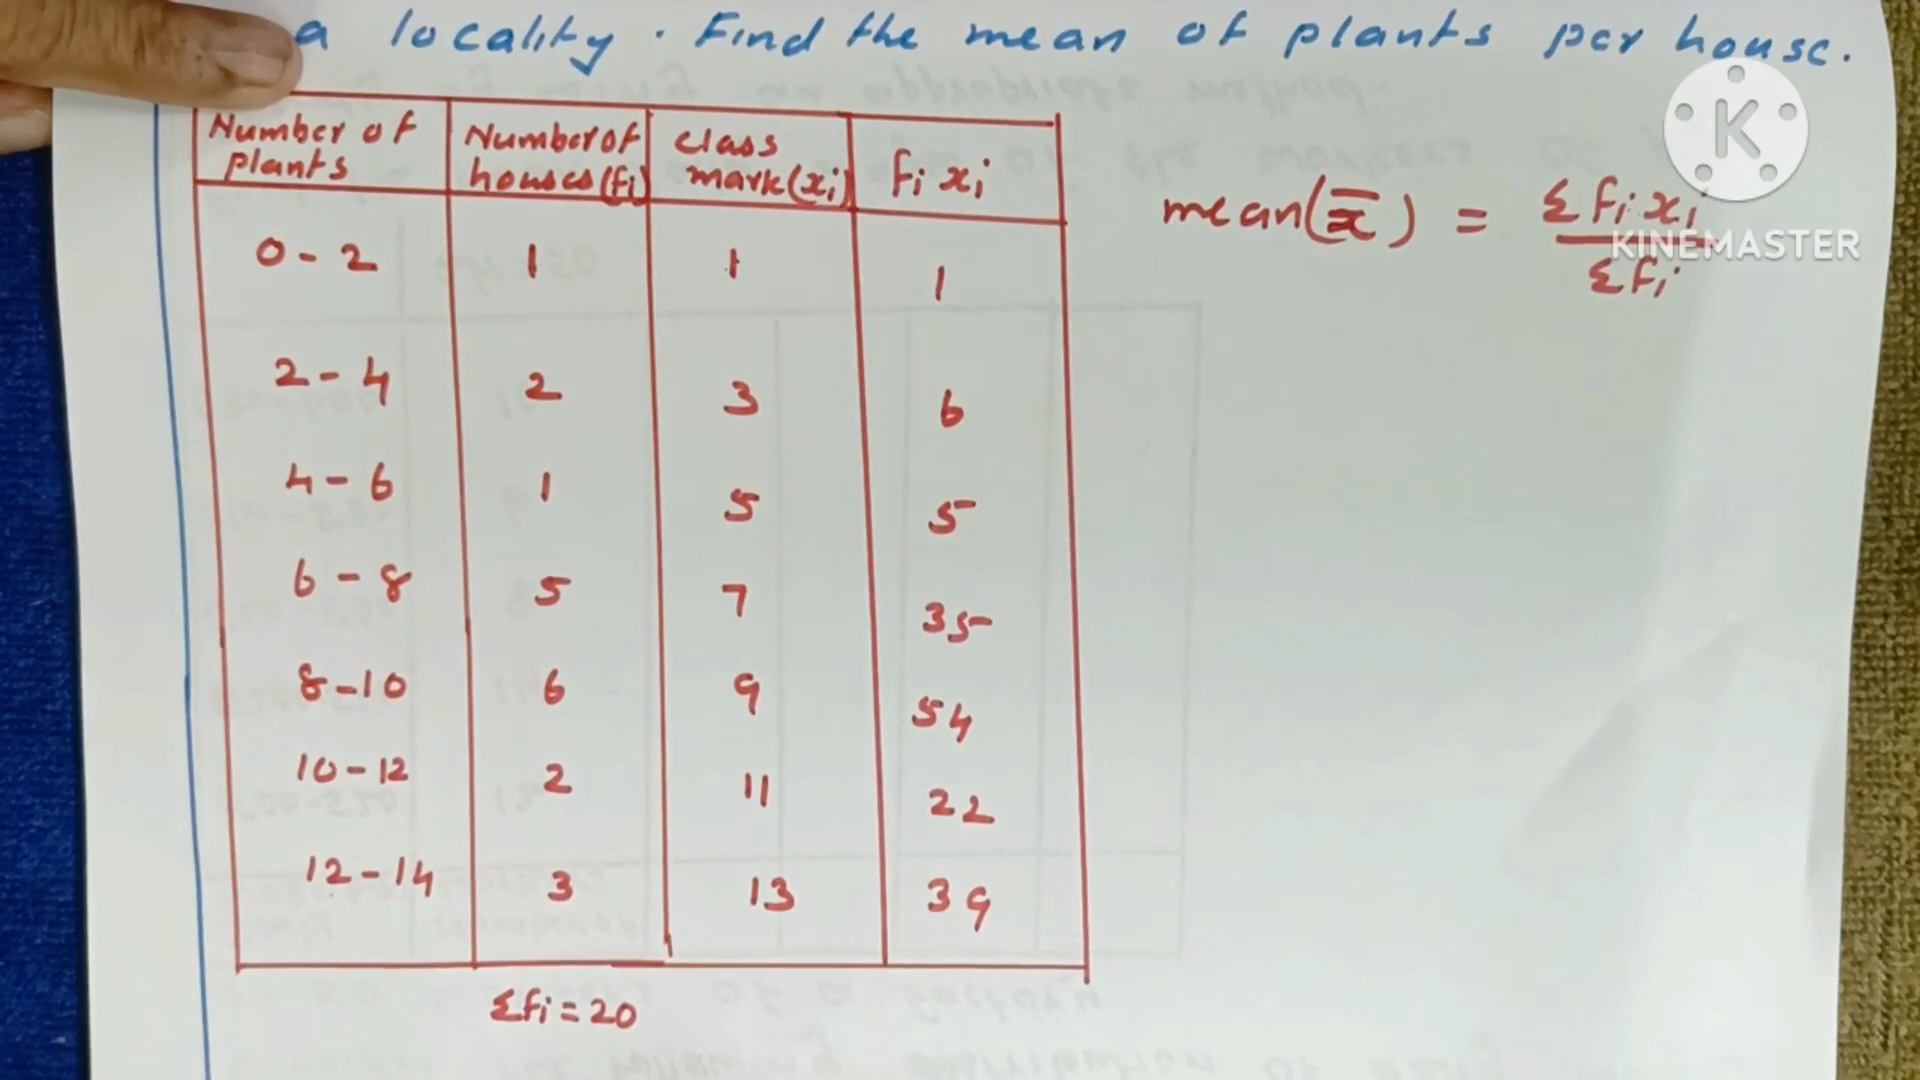 a locality. Find the mean of plants per house.
Number of plants Number of houses (fi) class mark (xi) fi xi
0 - 2 1 1 1
2 - 4 2 3 6
4 - 6 1 5 5
6 - 8 5 7 35
8 - 10 6 9 54
10 - 12 2 11 22
12 - 14 3 13 39
Σfi = 20
mean(x̄) = Σ fi xi / Σ fi
K
KINEMASTER